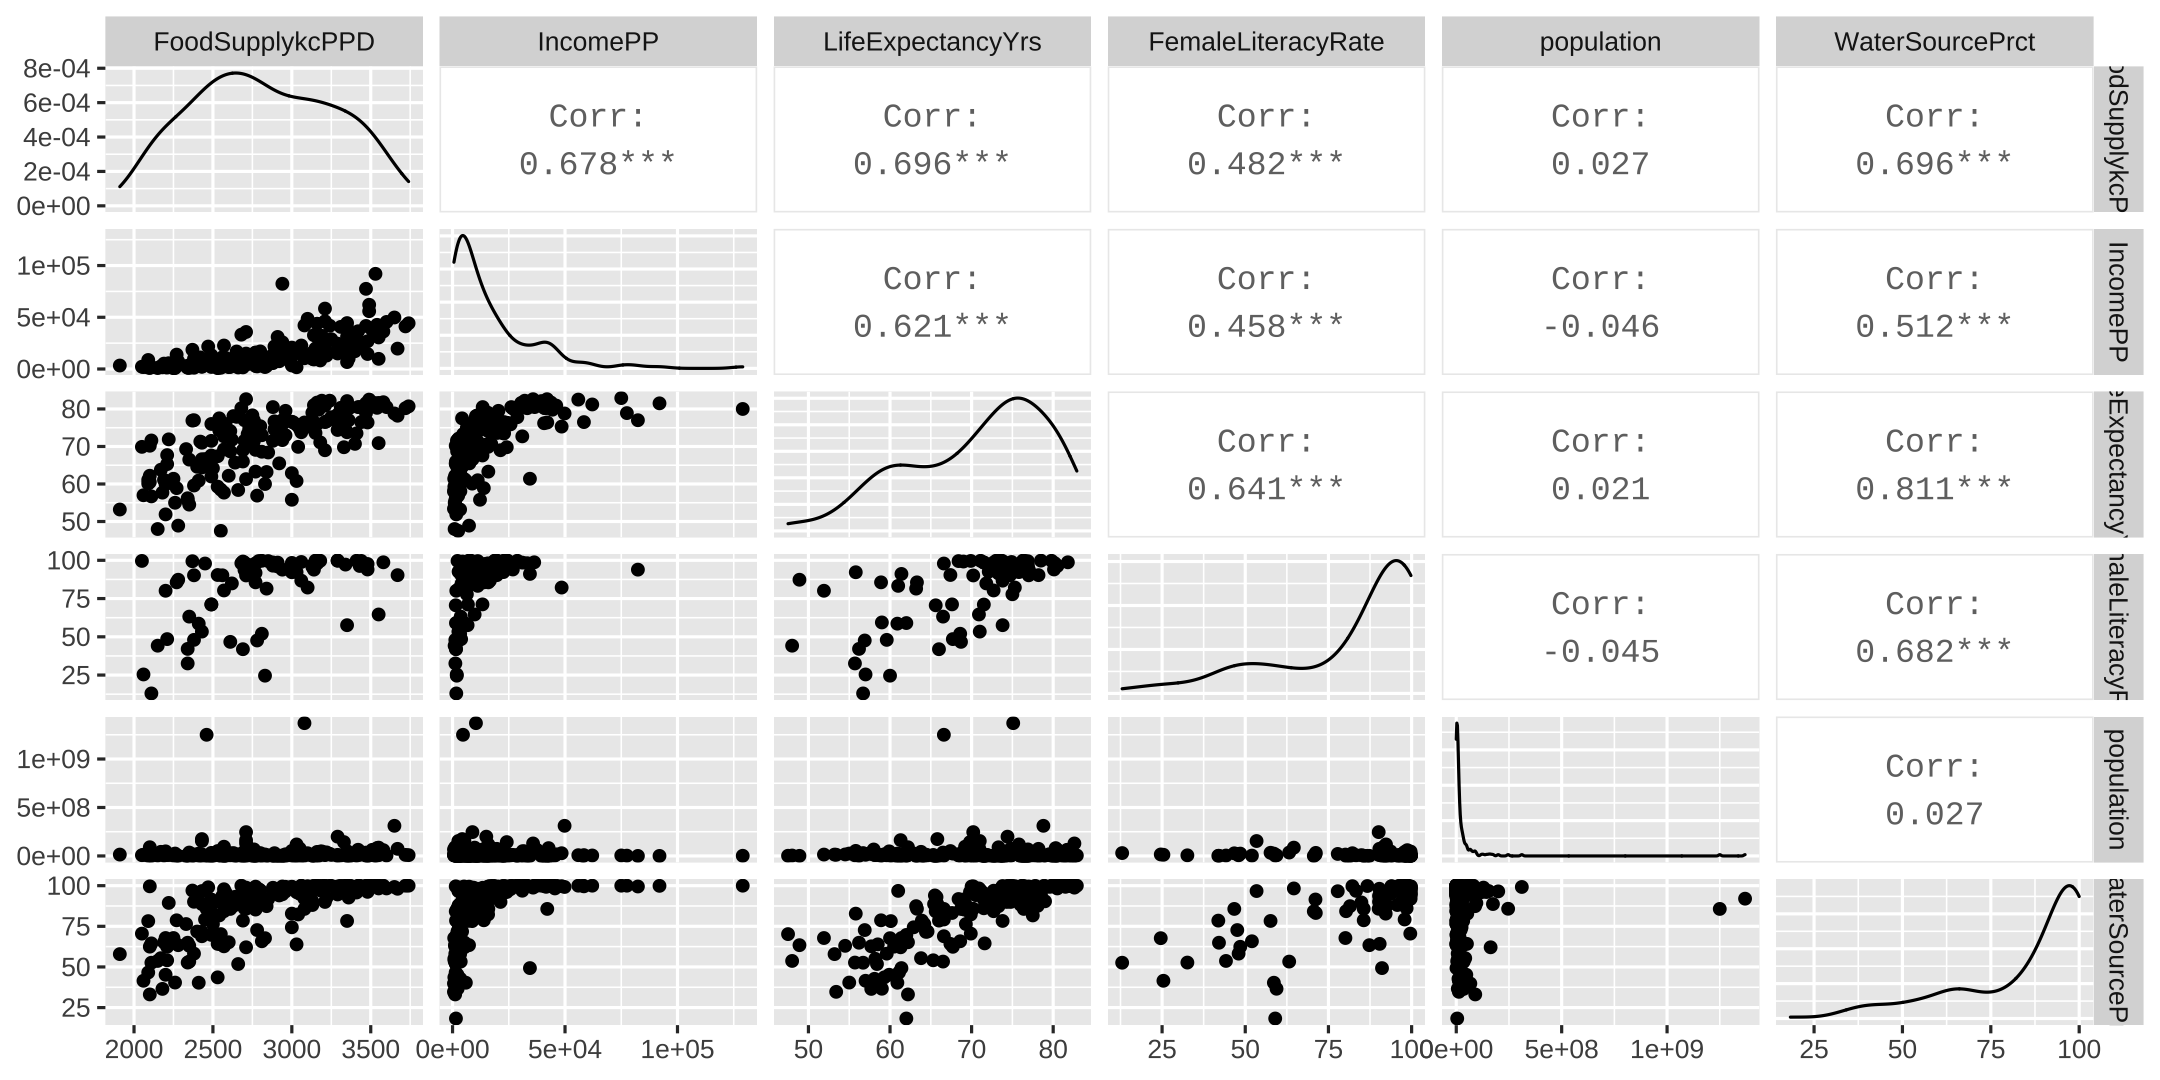 FoodSupplykcPPD IncomePP LifeExpectancyYrs FemaleLiteracyRate population WaterSourcePrct
8e-04
6e-04
4e-04
2e-04
0e+00
Corr: Corr: Corr: Corr: Corr:
0.678*** 0.696*** 0.482*** 0.027 0.696***
odSupplykcP
1e+05
5e+04
0e+00
Corr: Corr: Corr: Corr:
0.621*** 0.458*** -0.046 0.512***
IncomePP
80
70
60
50
Corr: Corr: Corr:
0.641*** 0.021 0.811***
eExpectancy
100
75
50
25
Corr: Corr:
-0.045 0.682***
naleLiteracyF
1e+09
5e+08
0e+00
Corr:
0.027
population
100
75
50
25
aterSourceP
2000 2500 3000 3500 0e+00 5e+04 1e+05 50 60 70 80 25 50 75 100 0e+00 5e+08 1e+09 25 50 75 100